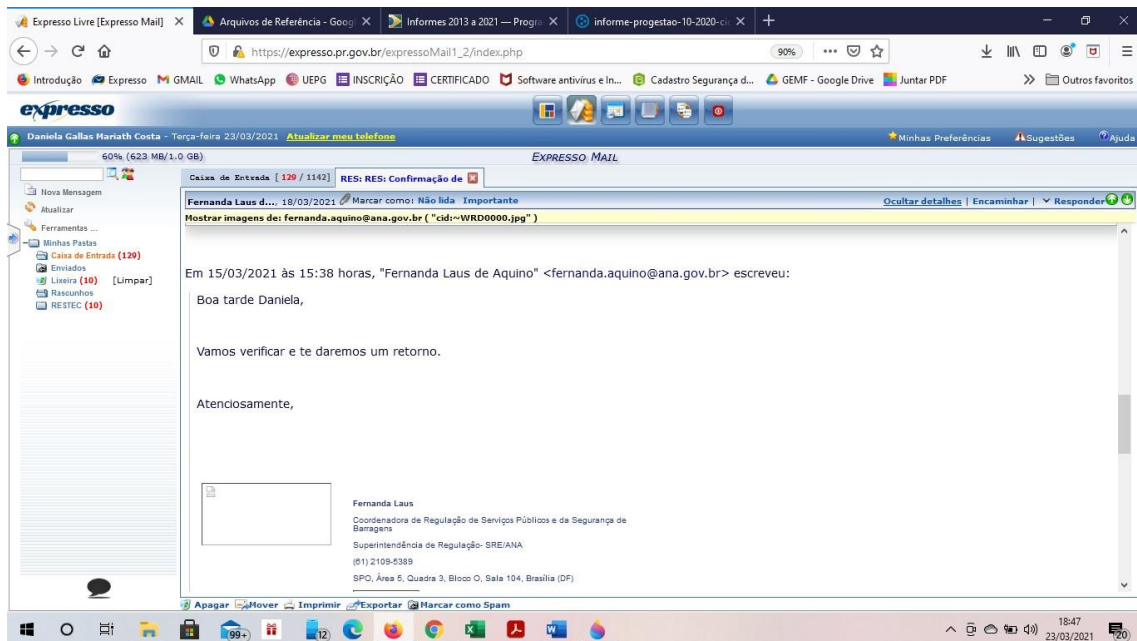 Expresso Livre [Expresso Mail]
Arquivos de Referência - Goog
Informes 2013 a 2021 — Progra
informe-progestao-10-2020-cic
https://expresso.pr.gov.br/expressoMail1_2/index.php
90%
Introdução
Expresso
GMAIL
WhatsApp
UEPG
INSCRIÇÃO
CERTIFICADO
Software antivírus e In...
Cadastro Segurança d...
GEMF - Google Drive
Juntar PDF
Outros favoritos
expresso
Daniela Gallas Mariath Costa - Terça-feira 23/03/2021 Atualizar meu telefone
Minhas Preferências
Sugestões
Ajuda
60% (623 MB/1.0 GB)
EXPRESSO MAIL
Caixa de Entrada [ 129 / 1142]
RES: RES: Confirmação de
Nova Mensagem
Atualizar
Ferramentas ...
Minhas Pastas
Caixa de Entrada (129)
Enviados
Lixeira (10) [Limpar]
Rascunhos
RESTEC (10)
Fernanda Laus d..., 18/03/2021 Marcar como: Não lida Importante
Ocultar detalhes | Encaminhar | Responder
Mostrar imagens de: fernanda.aquino@ana.gov.br ( "cid:~WRD0000.jpg" )
Em 15/03/2021 às 15:38 horas, "Fernanda Laus de Aquino" <fernanda.aquino@ana.gov.br> escreveu:
Boa tarde Daniela,
Vamos verificar e te daremos um retorno.
Atenciosamente,
Fernanda Laus
Coordenadora de Regulação de Serviços Públicos e da Segurança de
Barragens
Superintendência de Regulação- SRE/ANA
(61) 2109-5389
SPO, Área 5, Quadra 3, Bloco O, Sala 104, Brasília (DF)
Apagar Mover Imprimir Exportar Marcar como Spam
99+
12
18:47
23/03/2021
20